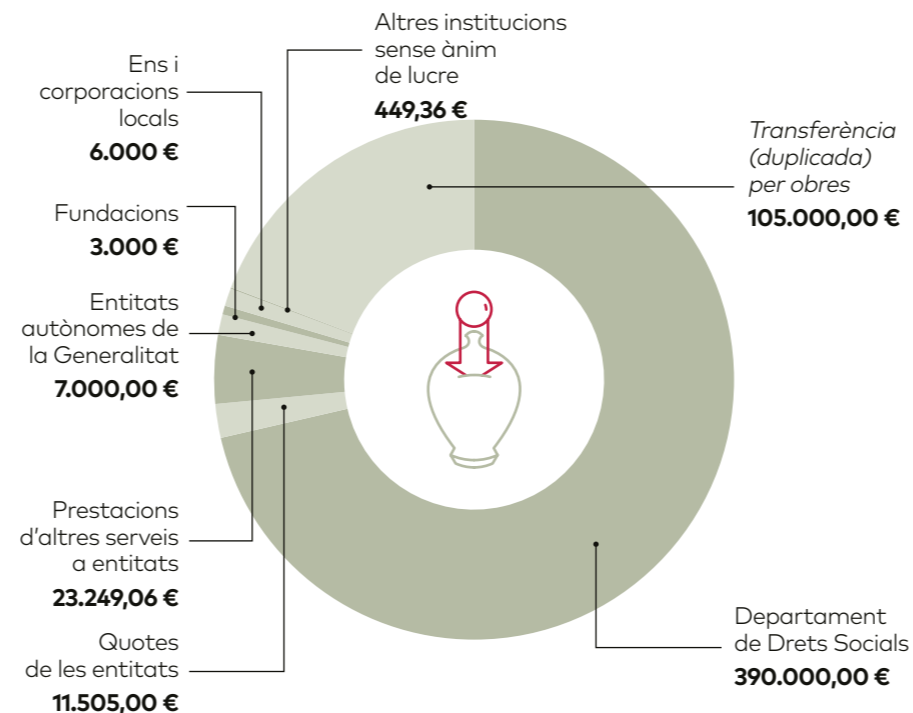 Altres institucions
sense ànim
de lucre
449,36 €
Ens i
corporacions
locals
6.000 €
Transferència
(duplicada)
per obres
105.000,00 €
Fundacions
3.000 €
Entitats
autònomes de
la Generalitat
7.000,00 €
Prestacions
d'altres serveis
a entitats
23.249,06 €
Quotes
de les entitats
11.505,00 €
Departament
de Drets Socials
390.000,00 €